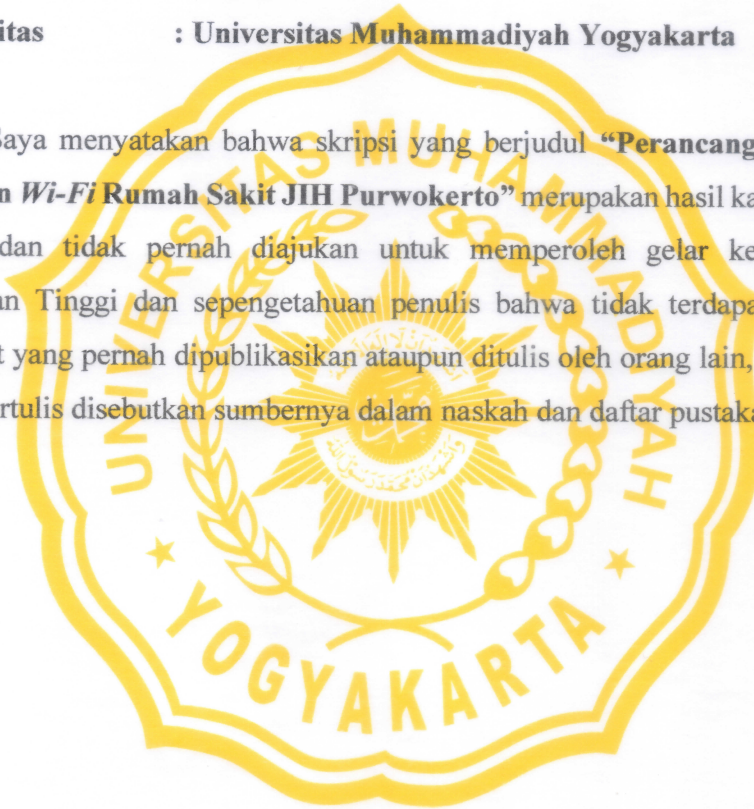 itas : Universitas Muhammadiyah Yogyakarta
Saya menyatakan bahwa skripsi yang berjudul “Perancang
n Wi-Fi Rumah Sakit JIH Purwokerto” merupakan hasil ka
dan tidak pernah diajukan untuk memperoleh gelar ke
an Tinggi dan sepengetahuan penulis bahwa tidak terdapa
t yang pernah dipublikasikan ataupun ditulis oleh orang lain,
rtulis disebutkan sumbernya dalam naskah dan daftar pustaka
UNIVERSITAS MUHAMMADIYAH
YOGYAKARTA